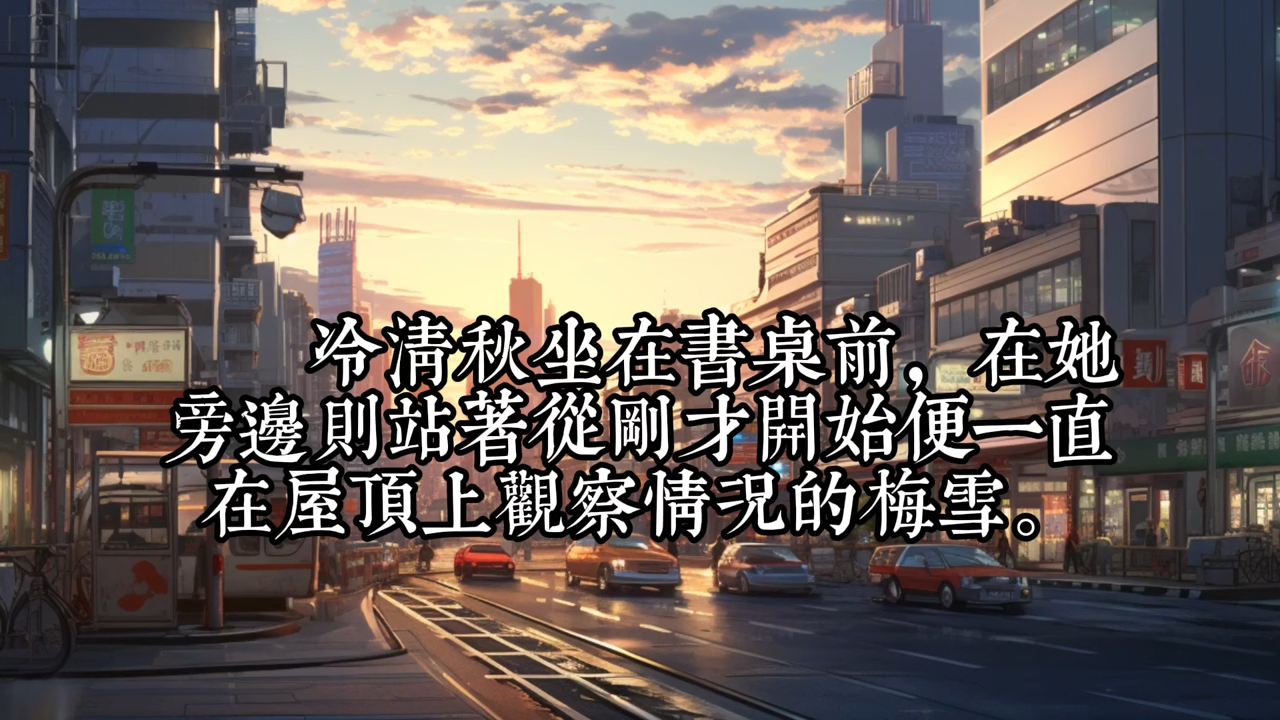 冷清秋坐在書桌前，在她
旁邊則站著從剛才開始便一直
在屋頂上觀察情況的梅雪。